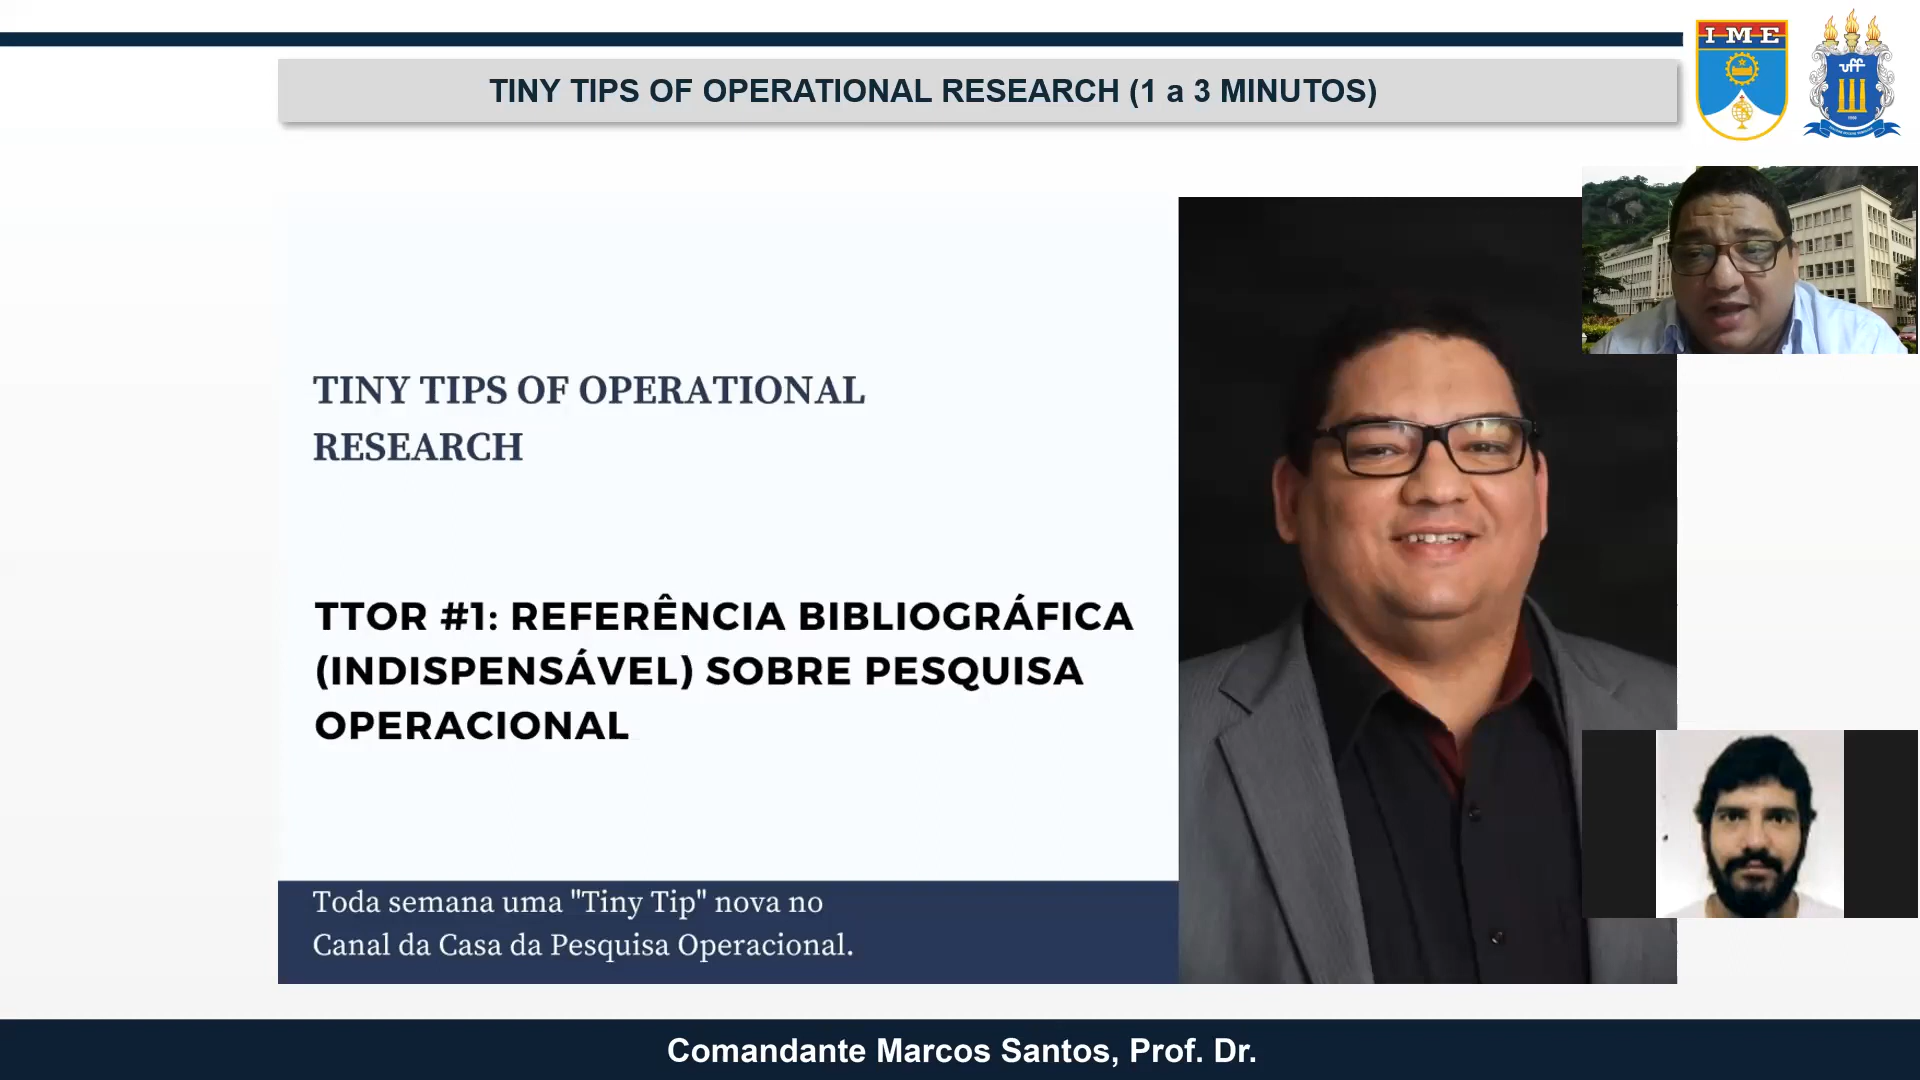 TINY TIPS OF OPERATIONAL RESEARCH (1 a 3 MINUTOS)
I M E
uff
TINY TIPS OF OPERATIONAL
RESEARCH
TTOR #1: REFERÊNCIA BIBLIOGRÁFICA
(INDISPENSÁVEL) SOBRE PESQUISA
OPERACIONAL
Toda semana uma "Tiny Tip" nova no
Canal da Casa da Pesquisa Operacional.
Comandante Marcos Santos, Prof. Dr.